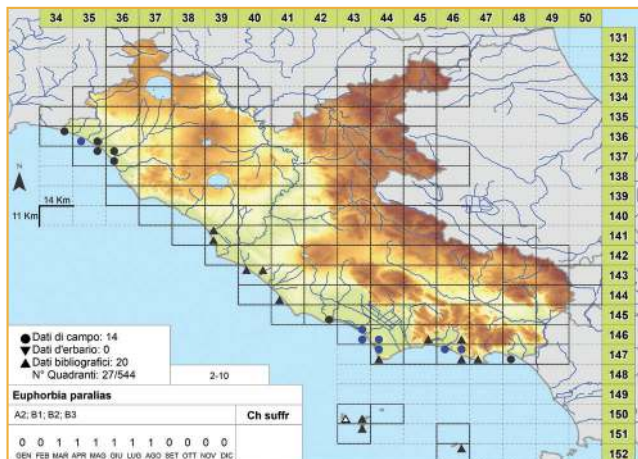 34 35 36 37 38 39 40 41 42 43 44 45 46 47 48 49 50
131
132
133
134
135
136
137
138
139
140
141
142
143
144
145
146
147
148
149
150
151
152
N
14 Km
11 Km
Dati di campo: 14
Dati d'erbario: 0
Dati bibliografici: 20
N° Quadranti: 27/544
2-10
Euphorbia paralias
A2; B1; B2; B3
Ch suffr
0 0 1 1 1 1 1 1 0 0 0 0
GEN FEB MAR APR MAG GIU LUG AGO SET OTT NOV DIC